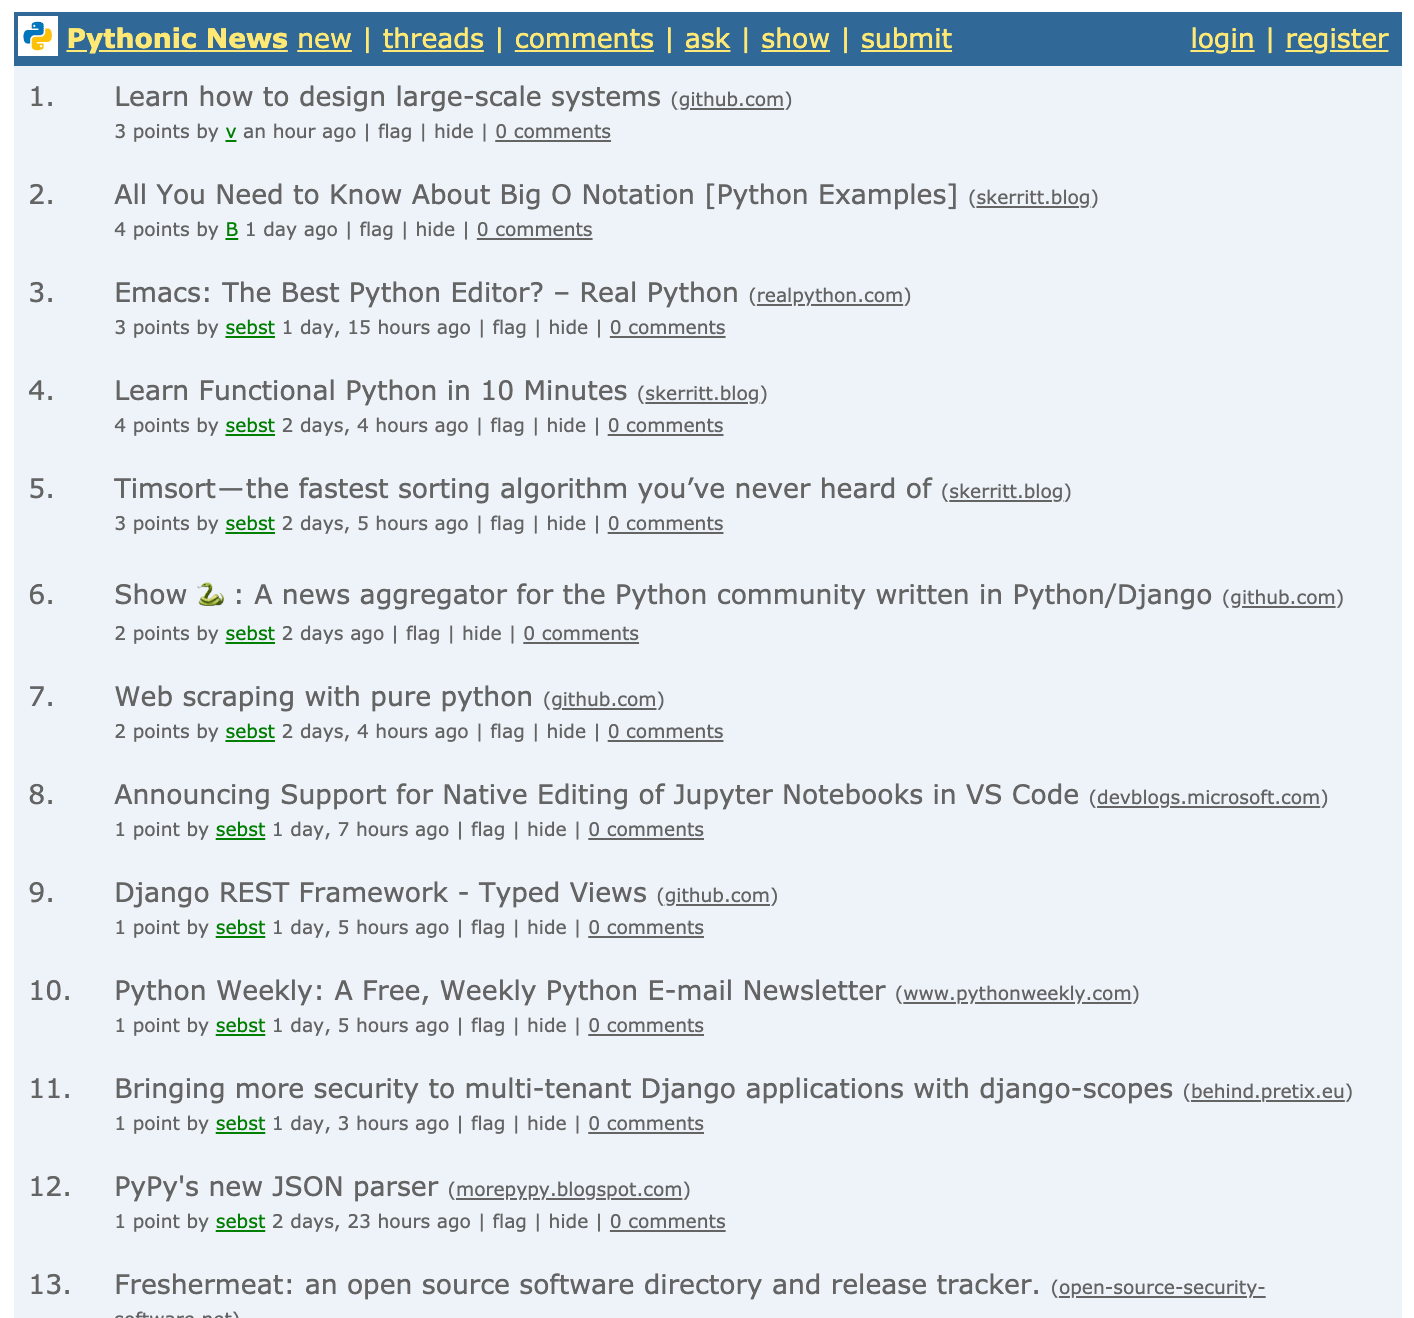 Pythonic News new | threads | comments | ask | show | submit login | register
1. Learn how to design large-scale systems (github.com)
3 points by v an hour ago | flag | hide | 0 comments
2. All You Need to Know About Big O Notation [Python Examples] (skerritt.blog)
4 points by B 1 day ago | flag | hide | 0 comments
3. Emacs: The Best Python Editor? – Real Python (realpython.com)
3 points by sebst 1 day, 15 hours ago | flag | hide | 0 comments
4. Learn Functional Python in 10 Minutes (skerritt.blog)
4 points by sebst 2 days, 4 hours ago | flag | hide | 0 comments
5. Timsort — the fastest sorting algorithm you’ve never heard of (skerritt.blog)
3 points by sebst 2 days, 5 hours ago | flag | hide | 0 comments
6. Show 🐍 : A news aggregator for the Python community written in Python/Django (github.com)
2 points by sebst 2 days ago | flag | hide | 0 comments
7. Web scraping with pure python (github.com)
2 points by sebst 2 days, 4 hours ago | flag | hide | 0 comments
8. Announcing Support for Native Editing of Jupyter Notebooks in VS Code (devblogs.microsoft.com)
1 point by sebst 1 day, 7 hours ago | flag | hide | 0 comments
9. Django REST Framework - Typed Views (github.com)
1 point by sebst 1 day, 5 hours ago | flag | hide | 0 comments
10. Python Weekly: A Free, Weekly Python E-mail Newsletter (www.pythonweekly.com)
1 point by sebst 1 day, 5 hours ago | flag | hide | 0 comments
11. Bringing more security to multi-tenant Django applications with django-scopes (behind.pretix.eu)
1 point by sebst 1 day, 3 hours ago | flag | hide | 0 comments
12. PyPy's new JSON parser (morepypy.blogspot.com)
1 point by sebst 2 days, 23 hours ago | flag | hide | 0 comments
13. Freshermeat: an open source software directory and release tracker. (open-source-security-
software.net)